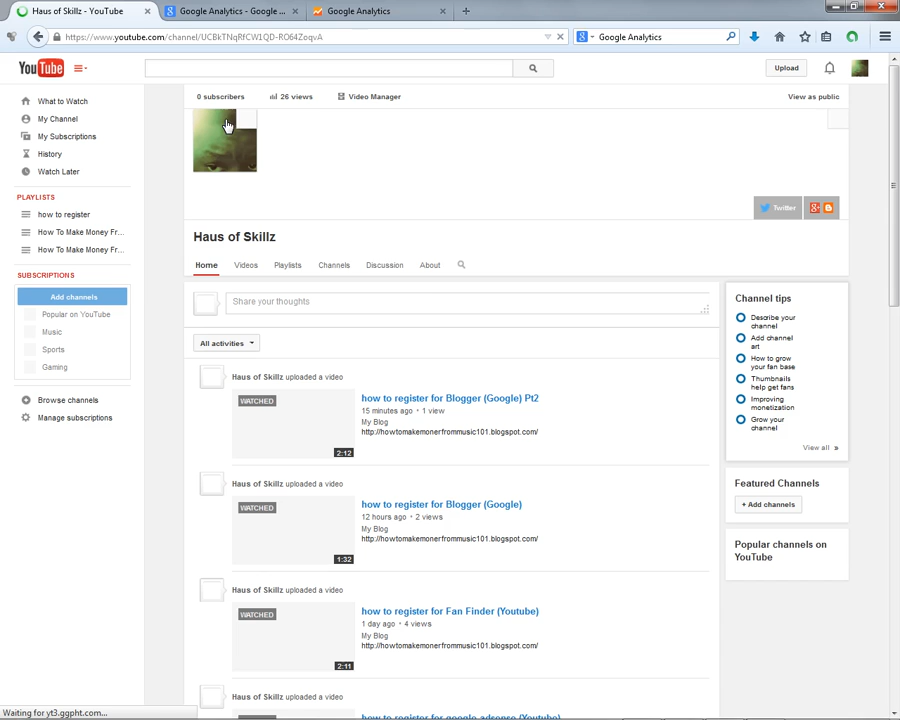 Haus of Skillz - YouTube
Google Analytics - Google ...
Google Analytics
https://www.youtube.com/channel/UCBkTNqRfCW1QD-RO64ZoqvA
Google Analytics
YouTube
Upload
0 subscribers
26 views
Video Manager
View as public
What to Watch
My Channel
My Subscriptions
History
Watch Later
PLAYLISTS
how to register
How To Make Money Fr...
How To Make Money Fr...
SUBSCRIPTIONS
Add channels
Popular on YouTube
Music
Sports
Gaming
Browse channels
Manage subscriptions
Twitter
Haus of Skillz
Home
Videos
Playlists
Channels
Discussion
About
Share your thoughts
All activities
Haus of Skillz uploaded a video
WATCHED
2:12
how to register for Blogger (Google) Pt2
15 minutes ago • 1 view
My Blog
http://howtomakemonerfrommusic101.blogspot.com/
Haus of Skillz uploaded a video
WATCHED
1:32
how to register for Blogger (Google)
12 hours ago • 2 views
My Blog
http://howtomakemonerfrommusic101.blogspot.com/
Haus of Skillz uploaded a video
WATCHED
2:11
how to register for Fan Finder (Youtube)
1 day ago • 4 views
My Blog
http://howtomakemonerfrommusic101.blogspot.com/
Haus of Skillz uploaded a video
how to register for google adsense (Youtube)
Channel tips
Describe your
channel
Add channel
art
How to grow
your fan base
Thumbnails
help get fans
Improving
monetization
Grow your
channel
View all »
Featured Channels
+ Add channels
Popular channels on
YouTube
Waiting for yt3.ggpht.com...